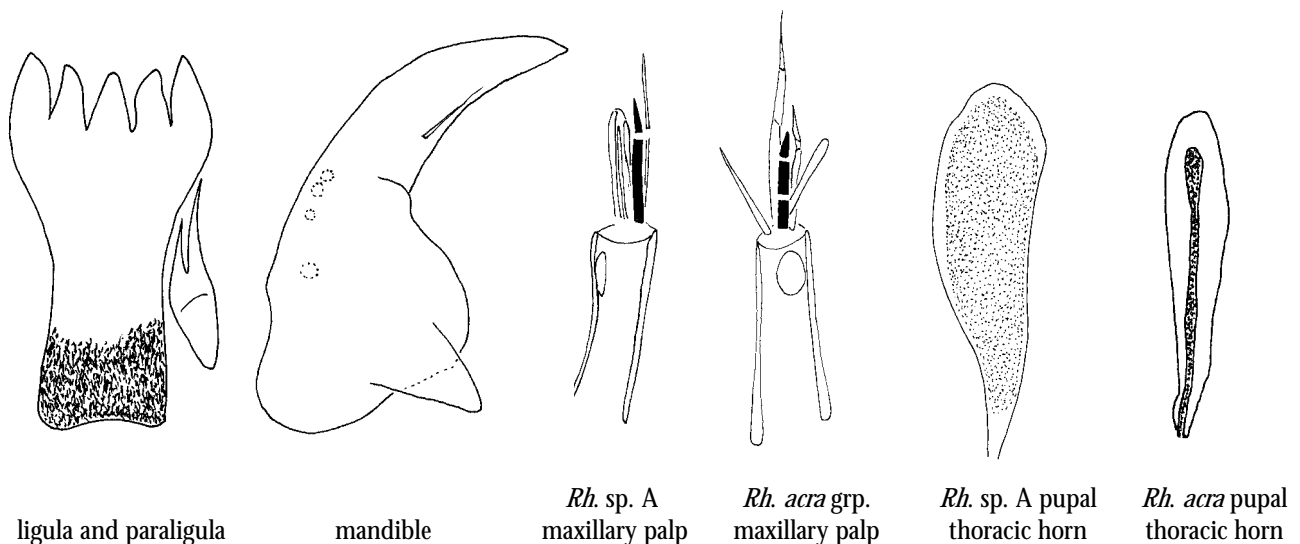 ligula and paraligula
mandible
Rh. sp. A
maxillary palp
Rh. acra grp.
maxillary palp
Rh. sp. A pupal
thoracic horn
Rh. acra pupal
thoracic horn